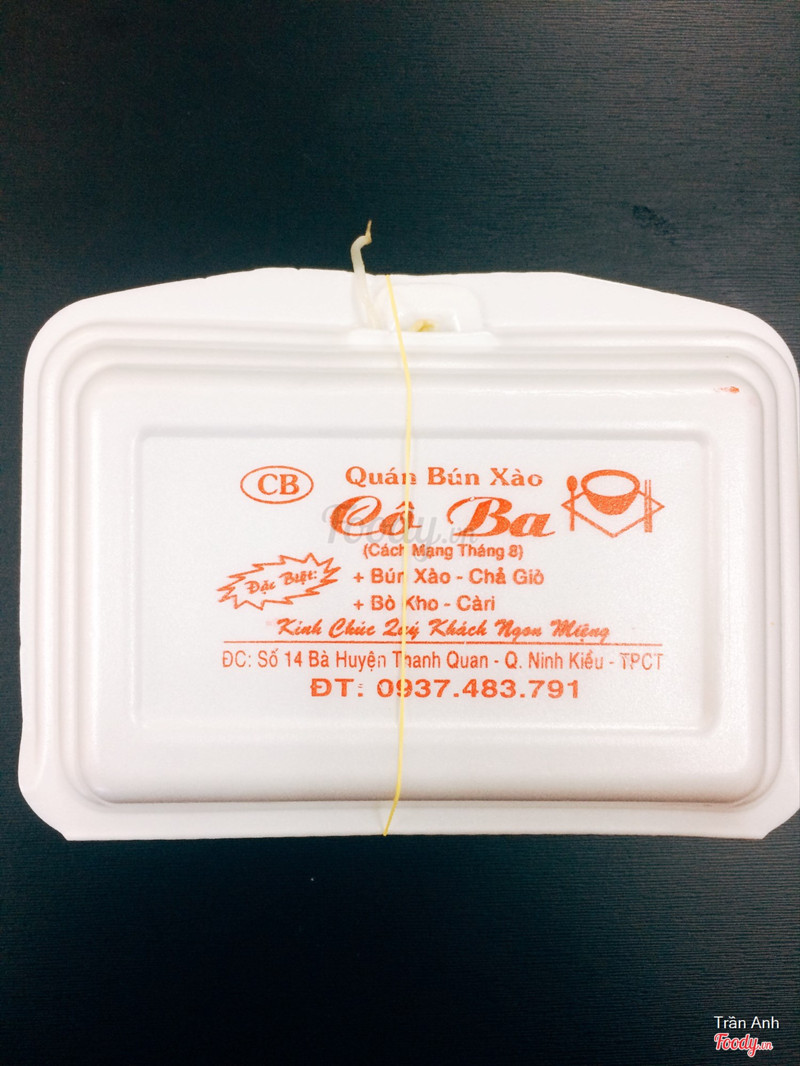 CB
Quán Bún Xào
Cô Ba
(Cách Mạng Tháng 8)
Đặc Biệt:
+ Bún Xào - Chả Giò
+ Bò Kho - Càri
Kính Chúc Quý Khách Ngon Miệng
ĐC: Số 14 Bà Huyện Thanh Quan - Q. Ninh Kiều - TPCT
ĐT: 0937.483.791
Foody.vn
Trần Anh
Foody.vn